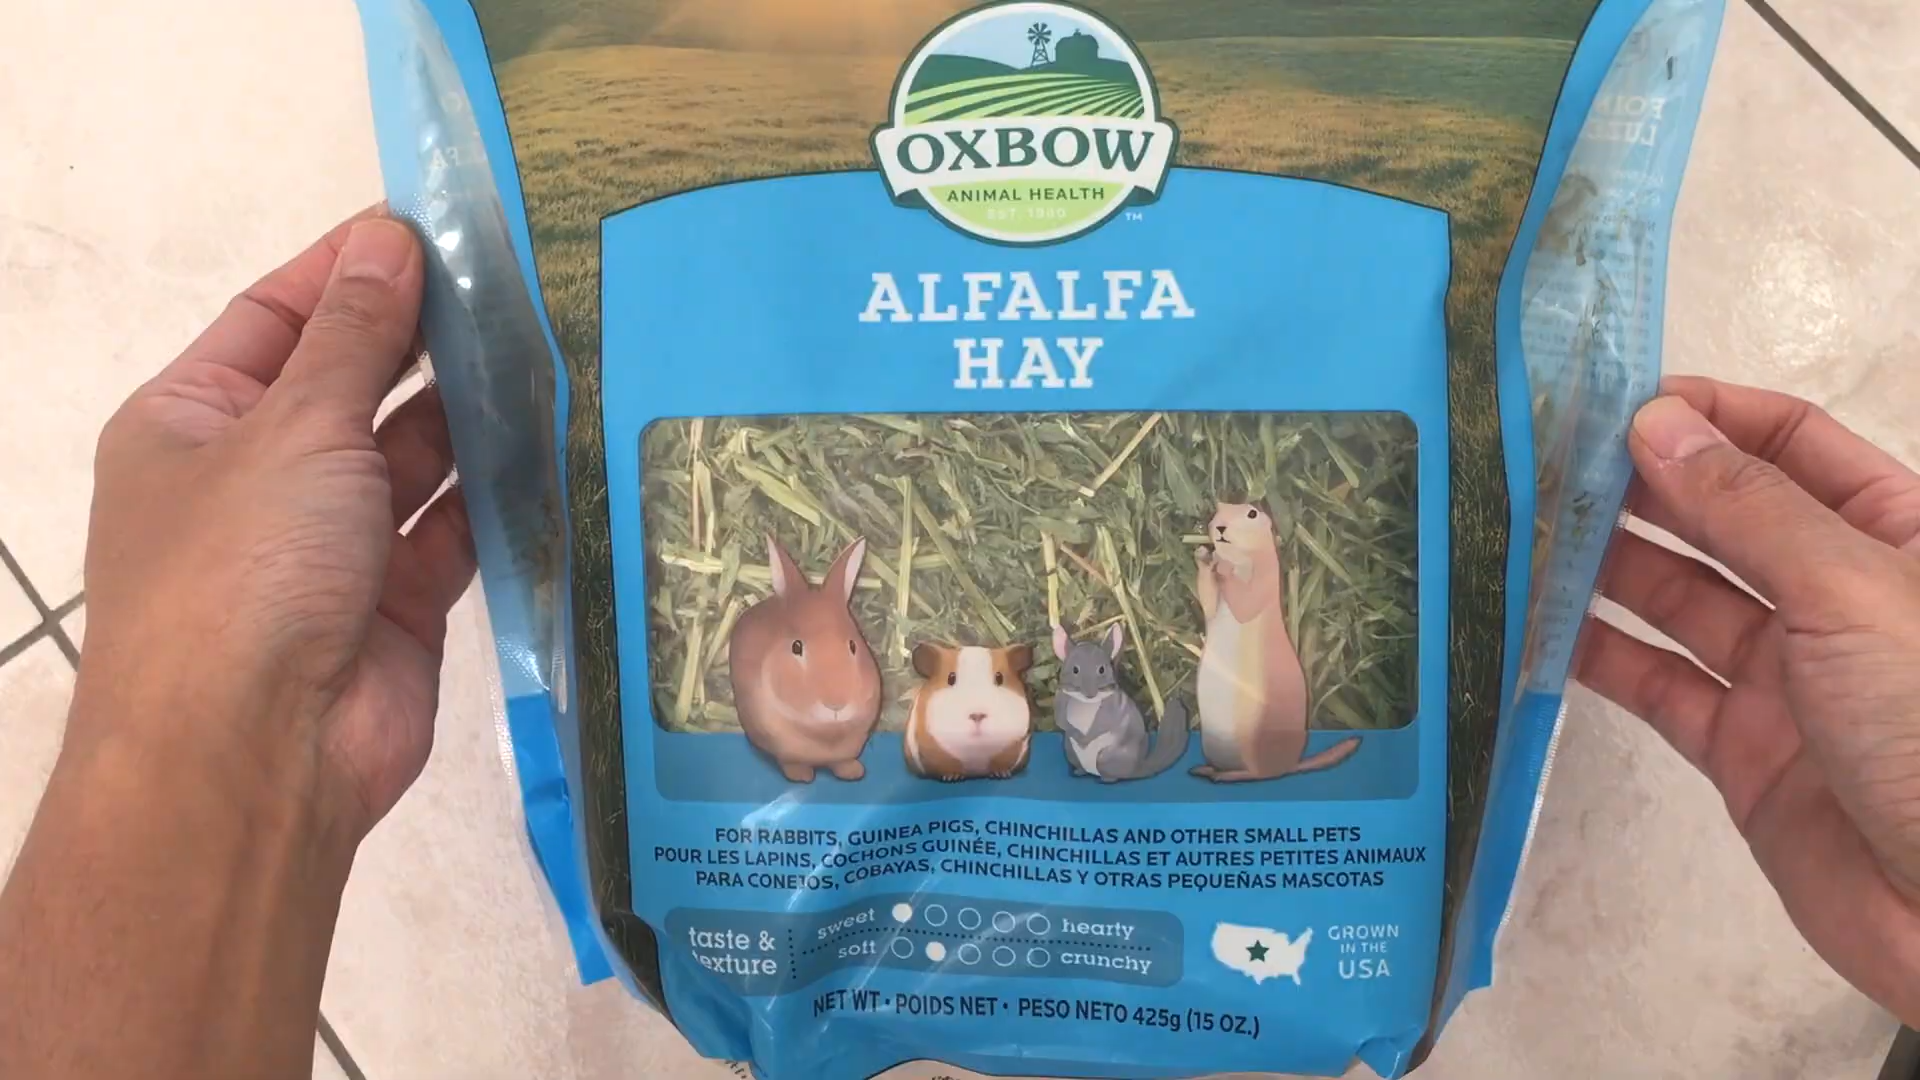 OXBOW
ANIMAL HEALTH
EST. 1980
TM
ALFALFA
HAY
FOR RABBITS, GUINEA PIGS, CHINCHILLAS AND OTHER SMALL PETS
POUR LES LAPINS, COCHONS GUINÉE, CHINCHILLAS ET AUTRES PETITES ANIMAUX
PARA CONEJOS, COBAYAS, CHINCHILLAS Y OTRAS PEQUEÑAS MASCOTAS
taste &
texture
sweet hearty
soft crunchy
GROWN
IN THE
USA
NET WT • POIDS NET • PESO NETO 425g (15 OZ.)